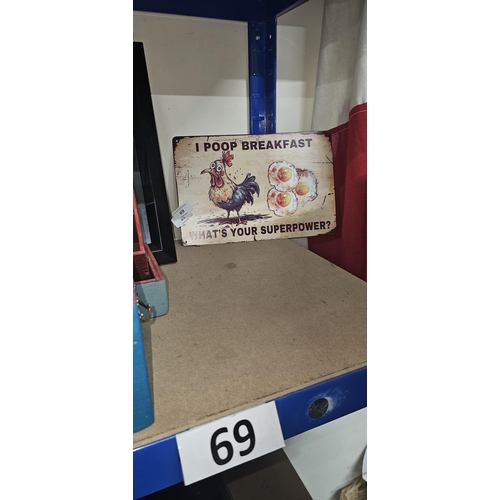 I POOP BREAKFAST
WHAT'S YOUR SUPERPOWER?
69